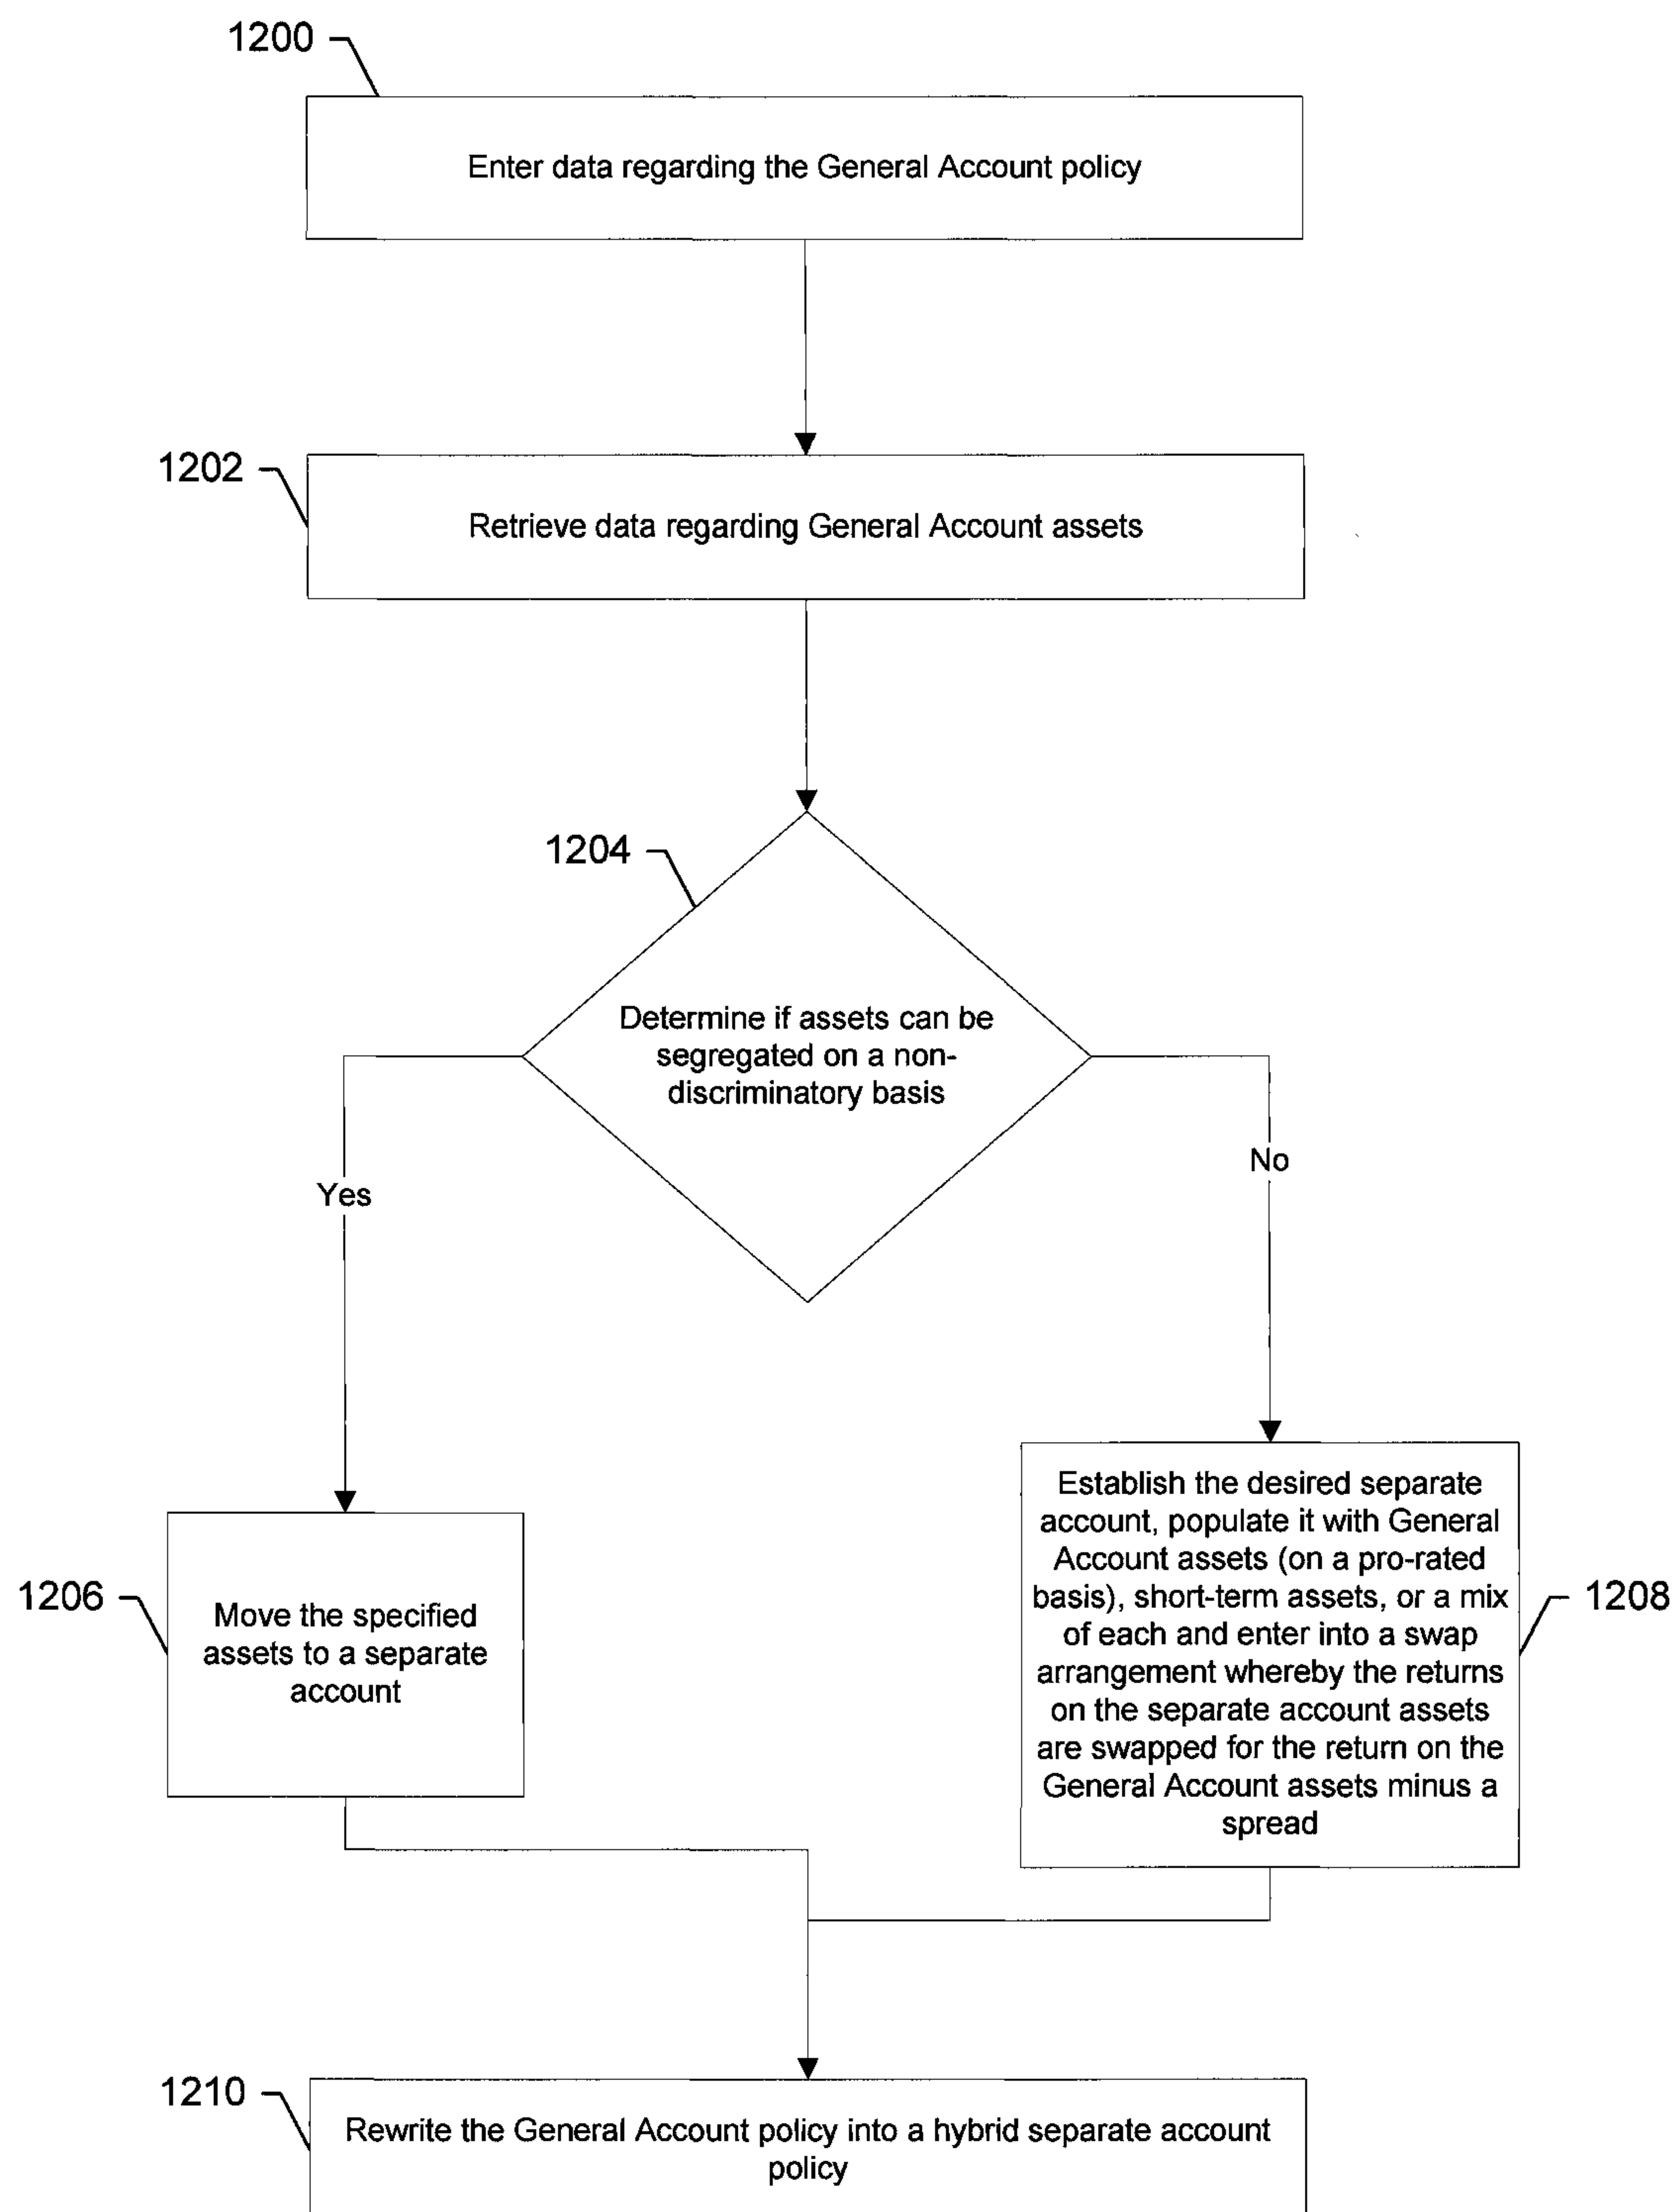 1200
Enter data regarding the General Account policy
1202
Retrieve data regarding General Account assets
1204
Determine if assets can be
segregated on a non-
discriminatory basis
Yes
No
1206
Move the specified
assets to a separate
account
Establish the desired separate
account, populate it with General
Account assets (on a pro-rated
basis), short-term assets, or a mix
of each and enter into a swap
arrangement whereby the returns
on the separate account assets
are swapped for the return on the
General Account assets minus a
spread
1208
1210
Rewrite the General Account policy into a hybrid separate account
policy